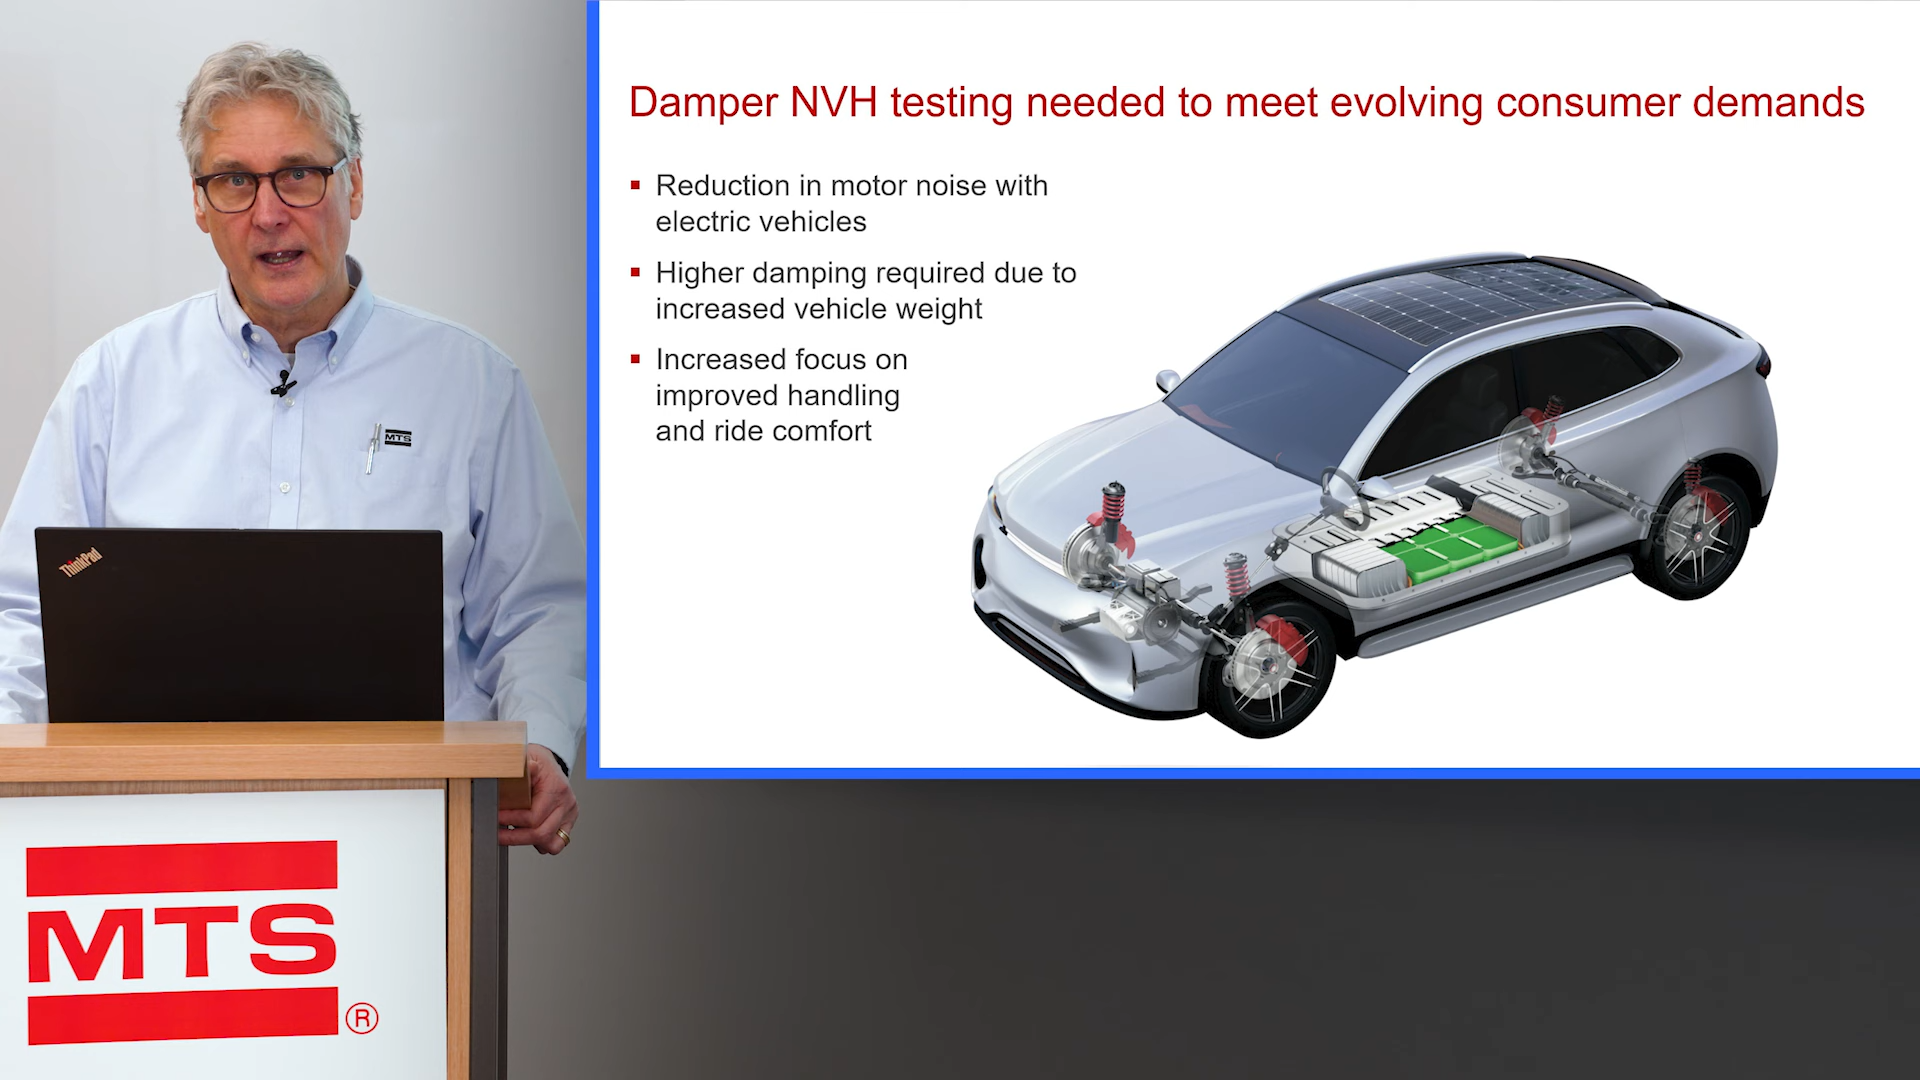 Damper NVH testing needed to meet evolving consumer demands
▪ Reduction in motor noise with
electric vehicles
▪ Higher damping required due to
increased vehicle weight
▪ Increased focus on
improved handling
and ride comfort
MTS
ThinkPad
MTS
®